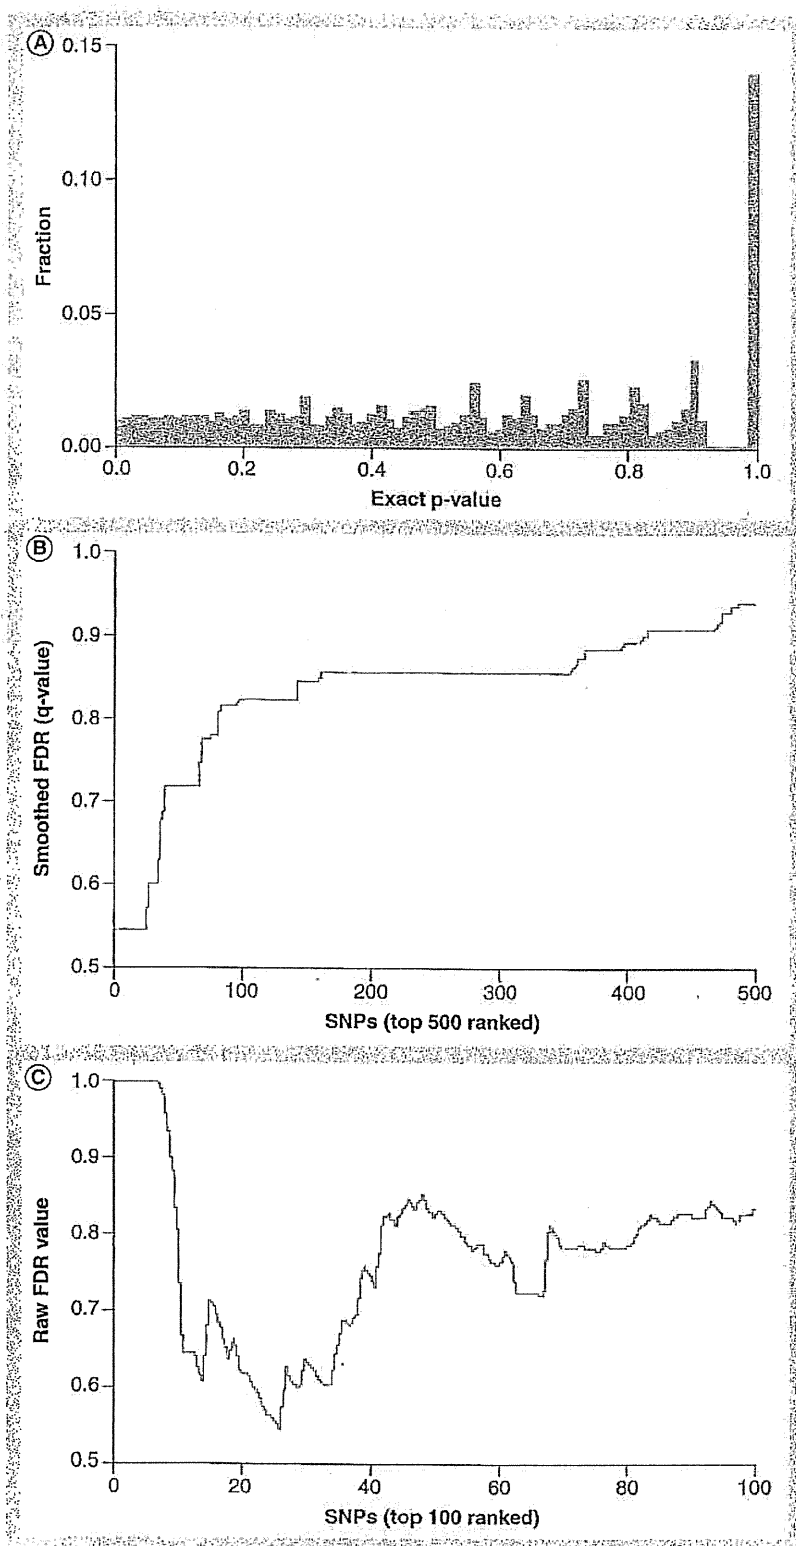 A
0.15
0.10
0.05
0.00
Fraction
0.0 0.2 0.4 0.6 0.8 1.0
Exact p-value
B
1.0
0.9
0.8
0.7
0.6
0.5
Smoothed FDR (q-value)
0 100 200 300 400 500
SNPs (top 500 ranked)
C
1.0
0.9
0.8
0.7
0.6
0.5
Raw FDR value
0 20 40 60 80 100
SNPs (top 100 ranked)